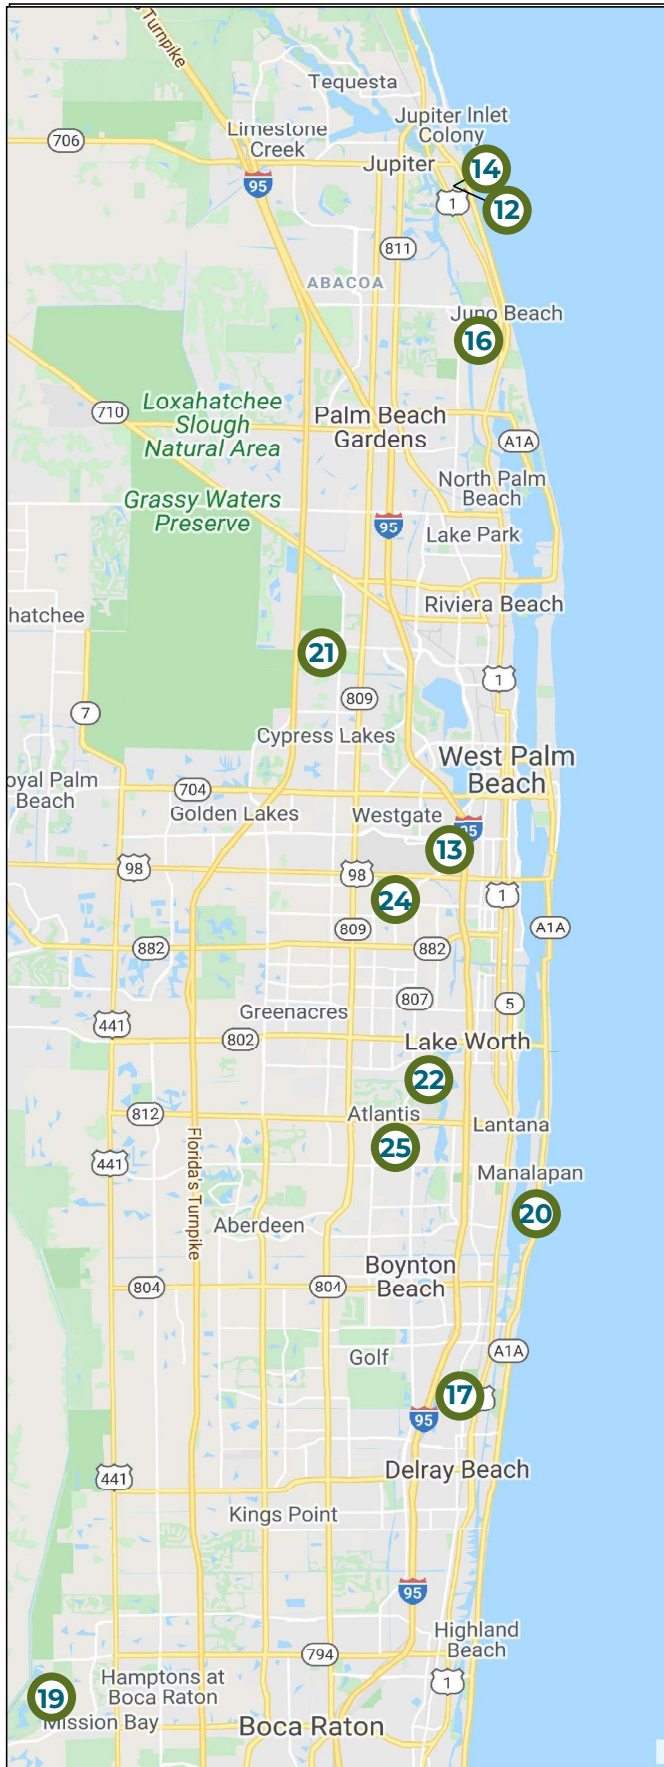 's Turnpike
Tequesta
Jupiter Inlet
Colony
Limestone
Creek
706
Jupiter
14
95
12
1
811
ABACOA
Juno Beach
16
Loxahatchee
Slough
Natural Area
710
Palm Beach
Gardens
A1A
North Palm
Beach
Grassy Waters
Preserve
95
Lake Park
Riviera Beach
hatchee
21
1
809
7
Cypress Lakes
West Palm
Beach
oyal Palm
Beach
704
Golden Lakes
Westgate
95
13
98
98
24
1
809
A1A
882
882
807
5
Greenacres
441
802
Lake Worth
22
Atlantis
812
Lantana
25
441
Florida's Turnpike
Manalapan
20
Aberdeen
Boynton
Beach
804
804
Golf
A1A
17
95
Delray Beach
441
Kings Point
95
Highland
Beach
794
Hamptons at
Boca Raton
1
19
Mission Bay
Boca Raton